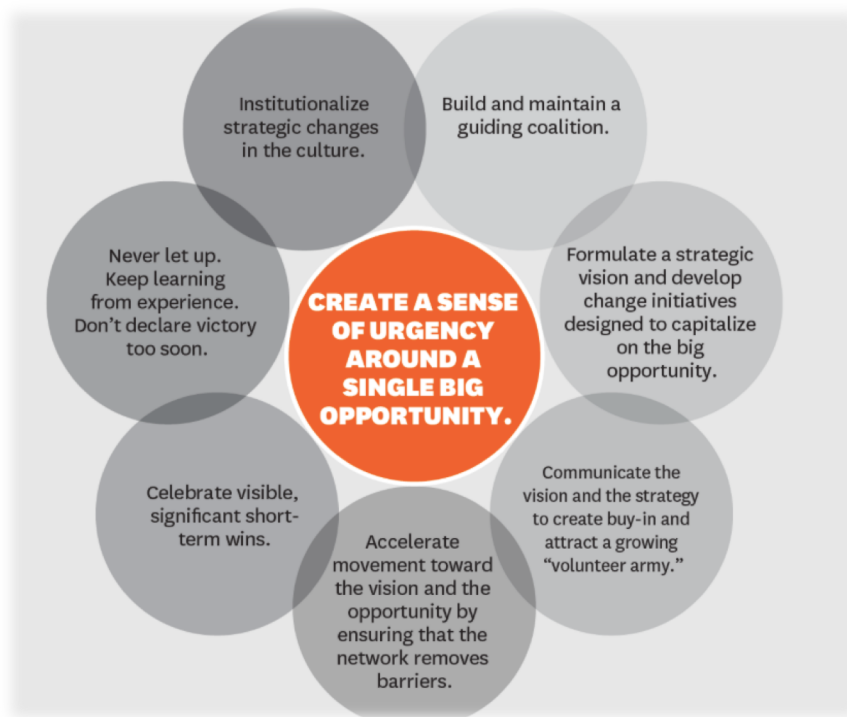 CREATE A SENSE
OF URGENCY
AROUND A
SINGLE BIG
OPPORTUNITY.
Build and maintain a
guiding coalition.
Formulate a strategic
vision and develop
change initiatives
designed to capitalize
on the big
opportunity.
Communicate the
vision and the strategy
to create buy-in and
attract a growing
“volunteer army.”
Accelerate
movement toward
the vision and the
opportunity by
ensuring that the
network removes
barriers.
Celebrate visible,
significant short-
term wins.
Never let up.
Keep learning
from experience.
Don’t declare victory
too soon.
Institutionalize
strategic changes
in the culture.